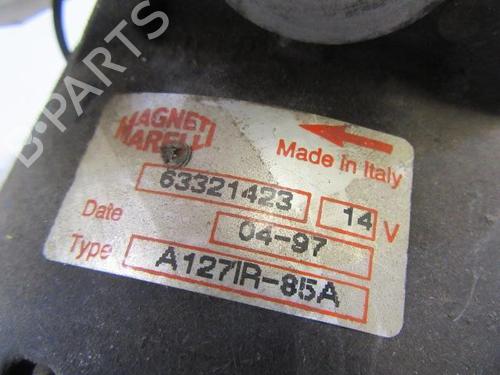 B-PARTS
MAGNETI
MARELLI
Made in Italy
63321423
14 V
Date 04-97
Type A127IR-85A